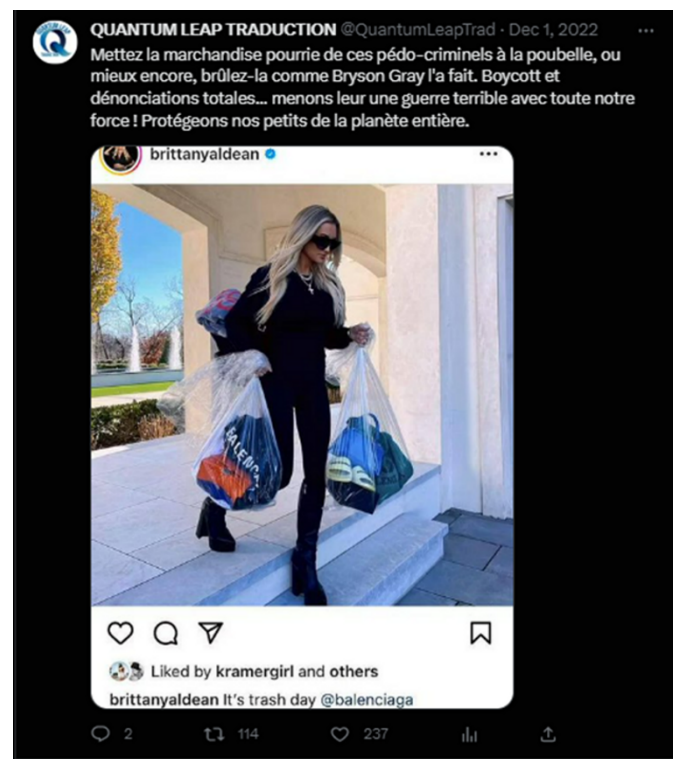 QUANTUM LEAP TRADUCTION @QuantumLeapTrad · Dec 1, 2022
Mettez la marchandise pourrie de ces pédo-criminels à la poubelle, ou
mieux encore, brûlez-la comme Bryson Gray l'a fait. Boycott et
dénonciations totales... menons leur une guerre terrible avec toute notre
force ! Protégeons nos petits de la planète entière.
brittanyaldean
BALENC
Liked by kramergirl and others
brittanyaldean It's trash day @balenciaga
2 114 237